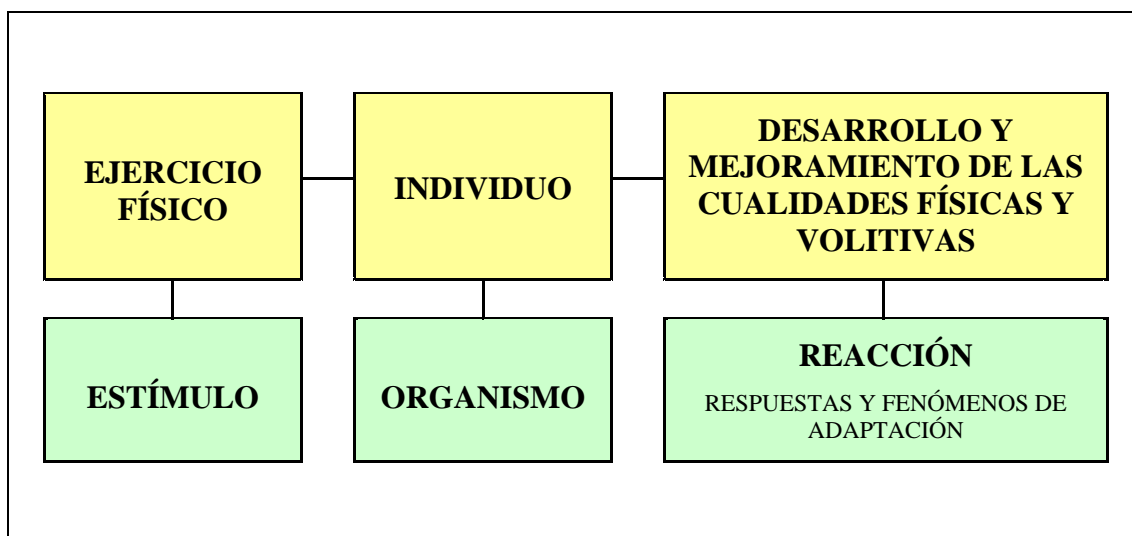 EJERCICIO
FÍSICO
INDIVIDUO
DESARROLLO Y
MEJORAMIENTO DE LAS
CUALIDADES FÍSICAS Y
VOLITIVAS
ESTÍMULO
ORGANISMO
REACCIÓN
RESPUESTAS Y FENÓMENOS DE
ADAPTACIÓN